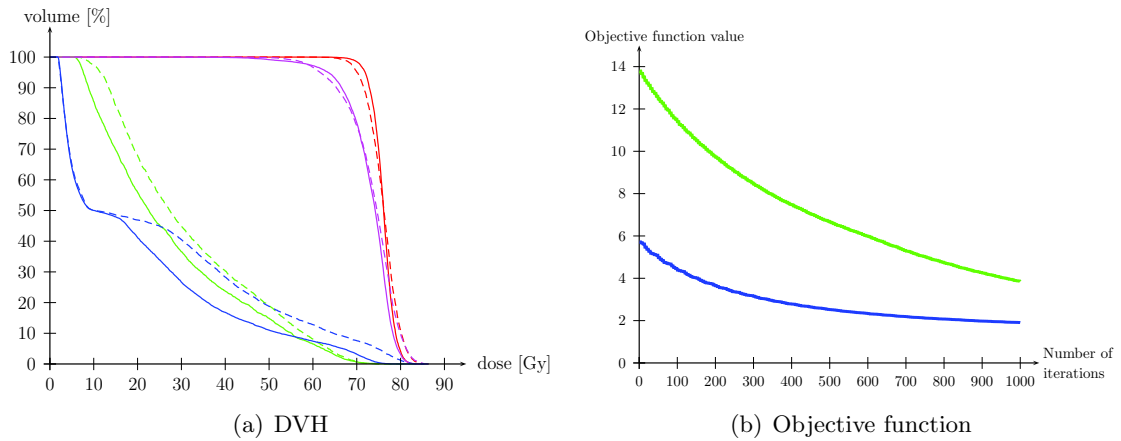 volume [%]
100
90
80
70
60
50
40
30
20
10
0
0 10 20 30 40 50 60 70 80 90
dose [Gy]
(a) DVH
Objective function value
14
12
10
8
6
4
2
0
0 100 200 300 400 500 600 700 800 900 1000
Number of
iterations
(b) Objective function